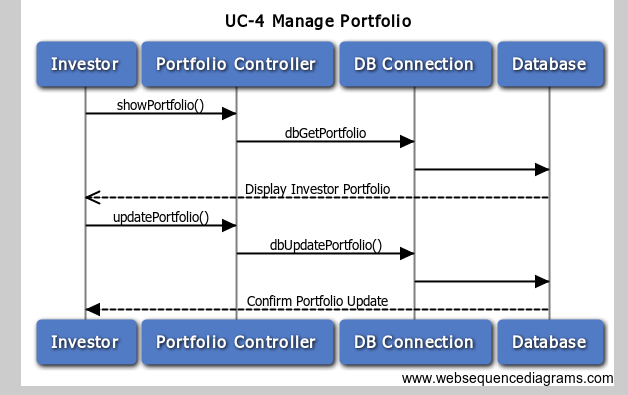 UC-4 Manage Portfolio
Investor Portfolio Controller DB Connection Database
showPortfolio()
dbGetPortfolio
Display Investor Portfolio
updatePortfolio()
dbUpdatePortfolio()
Confirm Portfolio Update
Investor Portfolio Controller DB Connection Database
www.websequencediagrams.com